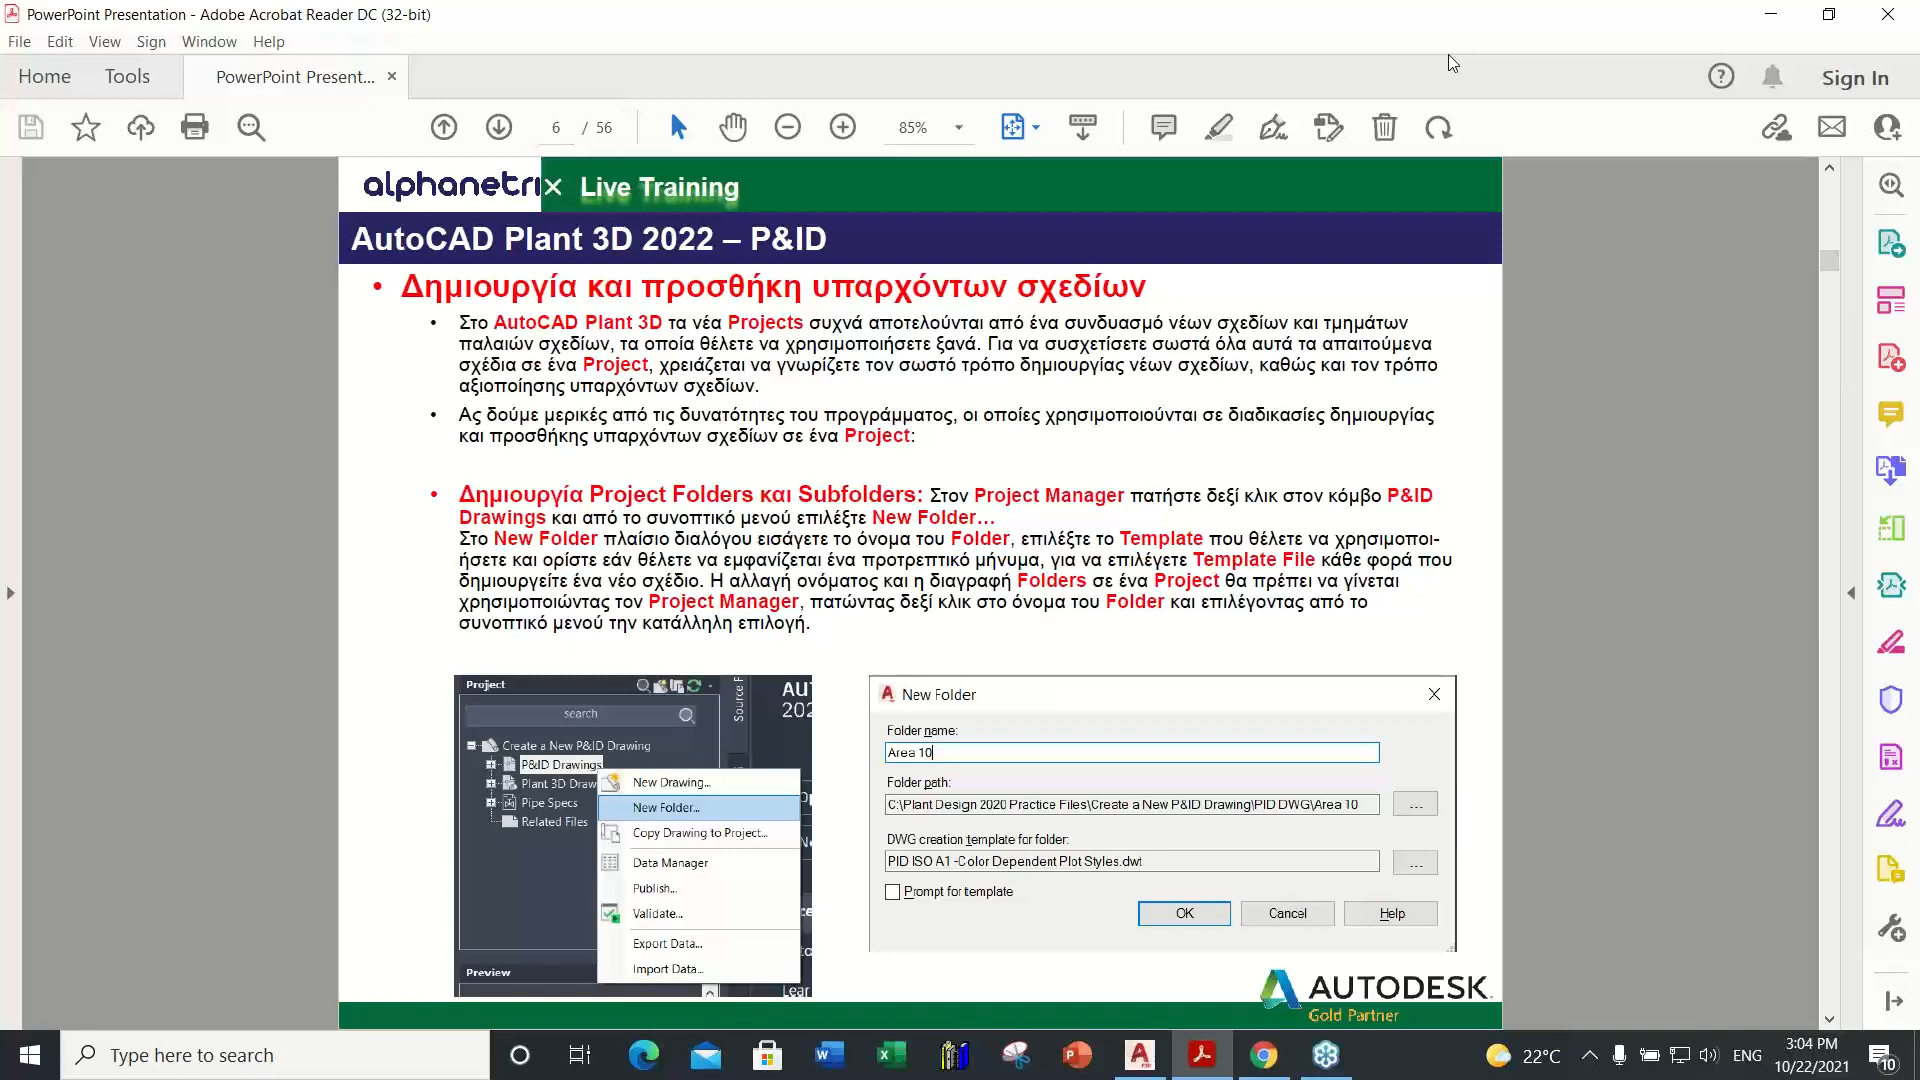 PowerPoint Presentation - Adobe Acrobat Reader DC (32-bit)
File Edit View Sign Window Help
Home Tools PowerPoint Present... Sign In
6 / 56 85%
alphanetri Live Training
AutoCAD Plant 3D 2022 – P&ID
• Δημιουργία και προσθήκη υπαρχόντων σχεδίων
• Στο AutoCAD Plant 3D τα νέα Projects συχνά αποτελούνται από ένα συνδυασμό νέων σχεδίων και τμημάτων
παλαιών σχεδίων, τα οποία θέλετε να χρησιμοποιήσετε ξανά. Για να συσχετίσετε σωστά όλα αυτά τα απαιτούμενα
σχέδια σε ένα Project, χρειάζεται να γνωρίζετε τον σωστό τρόπο δημιουργίας νέων σχεδίων, καθώς και τον τρόπο
αξιοποίησης υπαρχόντων σχεδίων.
• Ας δούμε μερικές από τις δυνατότητες του προγράμματος, οι οποίες χρησιμοποιούνται σε διαδικασίες δημιουργίας
και προσθήκης υπαρχόντων σχεδίων σε ένα Project:
• Δημιουργία Project Folders και Subfolders: Στον Project Manager πατήστε δεξί κλικ στον κόμβο P&ID
Drawings και από το συνοπτικό μενού επιλέξτε New Folder…
Στο New Folder πλαίσιο διαλόγου εισάγετε το όνομα του Folder, επιλέξτε το Template που θέλετε να χρησιμοποι-
ήσετε και ορίστε εάν θέλετε να εμφανίζεται ένα προτρεπτικό μήνυμα, για να επιλέγετε Template File κάθε φορά που
δημιουργείτε ένα νέο σχέδιο. Η αλλαγή ονόματος και η διαγραφή Folders σε ένα Project θα πρέπει να γίνεται
χρησιμοποιώντας τον Project Manager, πατώντας δεξί κλικ στο όνομα του Folder και επιλέγοντας από το
συνοπτικό μενού την κατάλληλη επιλογή.
Project
search
Create a New P&ID Drawing
P&ID Drawings
Plant 3D Draw
Pipe Specs
Related Files
Preview
Source F
AU
202
New Drawing...
New Folder...
Copy Drawing to Project...
Data Manager
Publish...
Validate...
Export Data...
Import Data...
Lear
New Folder
Folder name:
Area 10
Folder path:
C:\Plant Design 2020 Practice Files\Create a New P&ID Drawing\PID DWG\Area 10 ...
DWG creation template for folder:
PID ISO A1 -Color Dependent Plot Styles.dwt ...
Prompt for template
OK Cancel Help
AUTODESK
Gold Partner
Type here to search
22°C ENG 3:04 PM
10/22/2021 10